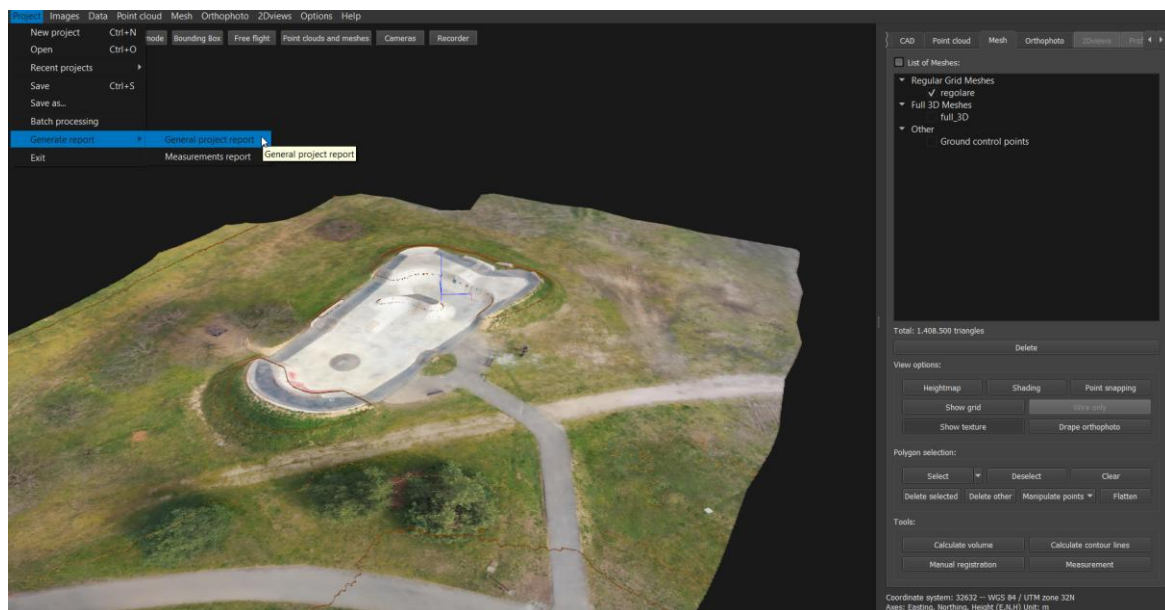 Project Images Data Point cloud Mesh Orthophoto 2Dviews Options Help
New project Ctrl+N
Open Ctrl+O
Recent projects
Save Ctrl+S
Save as...
Batch processing
Generate report
Exit
General project report
Measurements report
General project report
mode Bounding Box Free flight Point clouds and meshes Cameras Recorder
CAD Point cloud Mesh Orthophoto 2Dviews Prof
List of Meshes:
Regular Grid Meshes
regolare
Full 3D Meshes
full_3D
Other
Ground control points
Total: 1.408.500 triangles
Delete
View options:
Heightmap Shading Point snapping
Show grid Wire only
Show texture Drape orthophoto
Polygon selection:
Select Deselect Clear
Delete selected Delete other Manipulate points Flatten
Tools:
Calculate volume Calculate contour lines
Manual registration Measurement
Coordinate system: 32632 -- WGS 84 / UTM zone 32N
Axes: Easting, Northing, Height (E,N,H) Unit: m